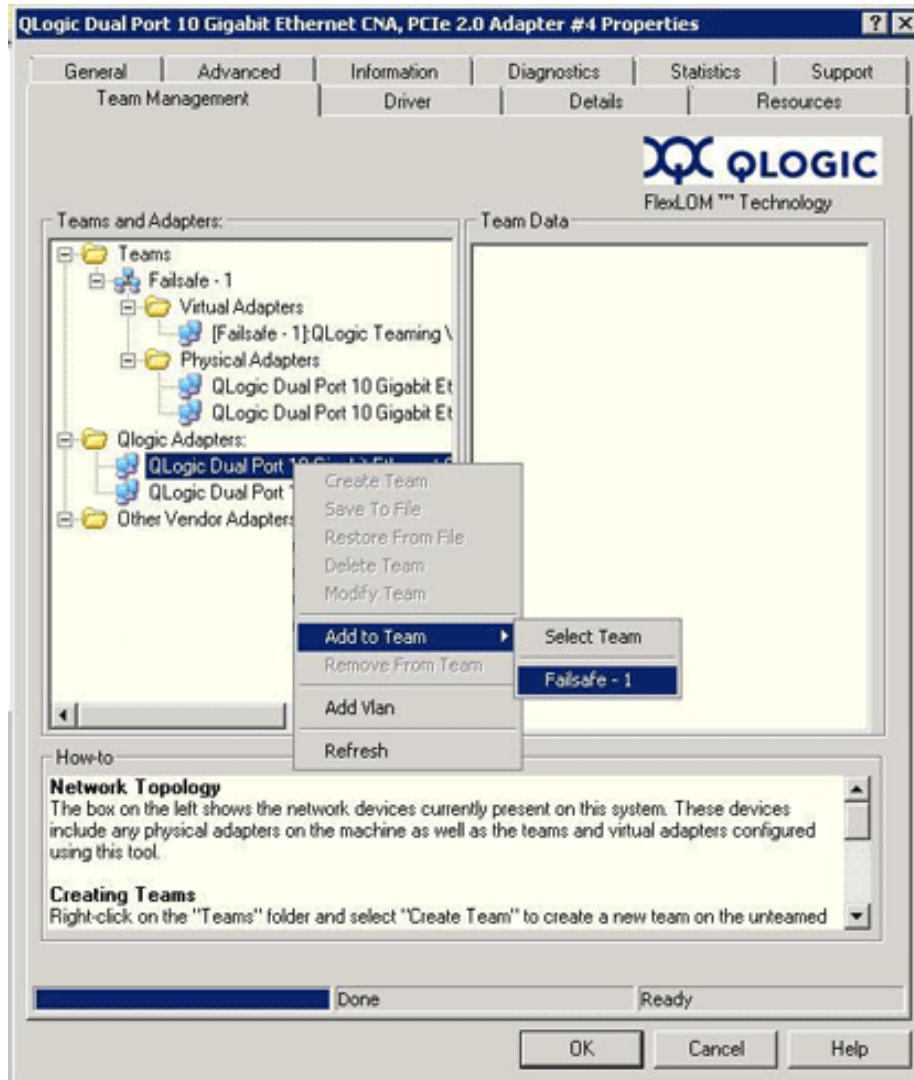 QLogic Dual Port 10 Gigabit Ethernet CNA, PCIe 2.0 Adapter #4 Properties
General Advanced Information Diagnostics Statistics Support
Team Management Driver Details Resources
QLOGIC
FlexLOM ™ Technology
Teams and Adapters:
Teams
Failsafe - 1
Virtual Adapters
[Failsafe - 1]:QLogic Teaming
Physical Adapters
QLogic Dual Port 10 Gigabit Et
QLogic Dual Port 10 Gigabit Et
Qlogic Adapters:
QLogic Dual Port
QLogic Dual Port
Other Vendor Adapters
Team Data
Create Team
Save To File
Restore From File
Delete Team
Modify Team
Add to Team
Remove From Team
Add Vlan
Refresh
Select Team
Failsafe - 1
How-to
Network Topology
The box on the left shows the network devices currently present on this system. These devices
include any physical adapters on the machine as well as the teams and virtual adapters configured
using this tool.
Creating Teams
Right-click on the "Teams" folder and select "Create Team" to create a new team on the unteamed
Done
Ready
OK Cancel Help